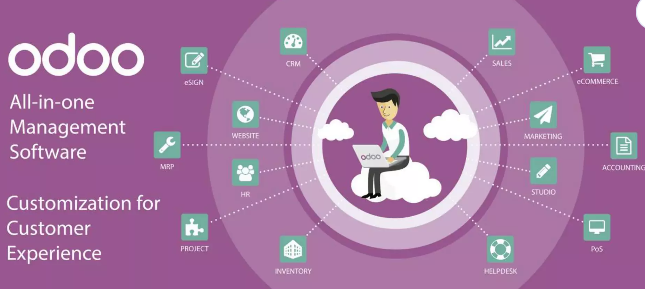 odoo
All-in-one
Management
Software
Customization for
Customer
Experience
eSIGN
CRM
SALES
eCOMMERCE
WEBSITE
MARKETING
MRP
ACCOUNTING
HR
STUDIO
PROJECT
PoS
INVENTORY
HELPDESK
odoo